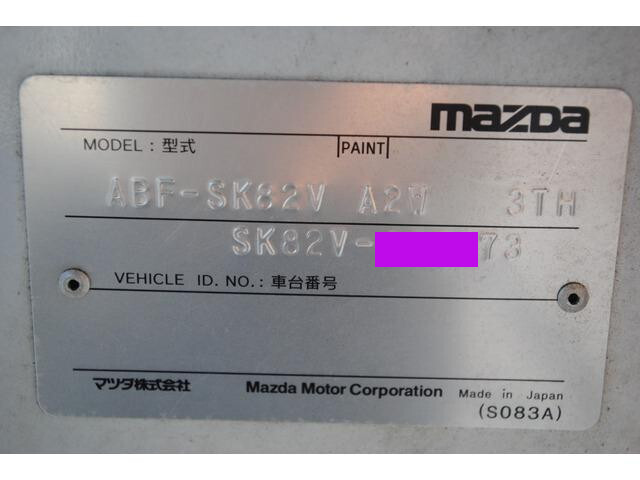 mazda
MODEL : 型式 PAINT
ABF-SK82V A2W 3TH
SK82V- 73
VEHICLE ID. NO. : 車台番号
マツダ株式会社 Mazda Motor Corporation Made in Japan
(S083A)